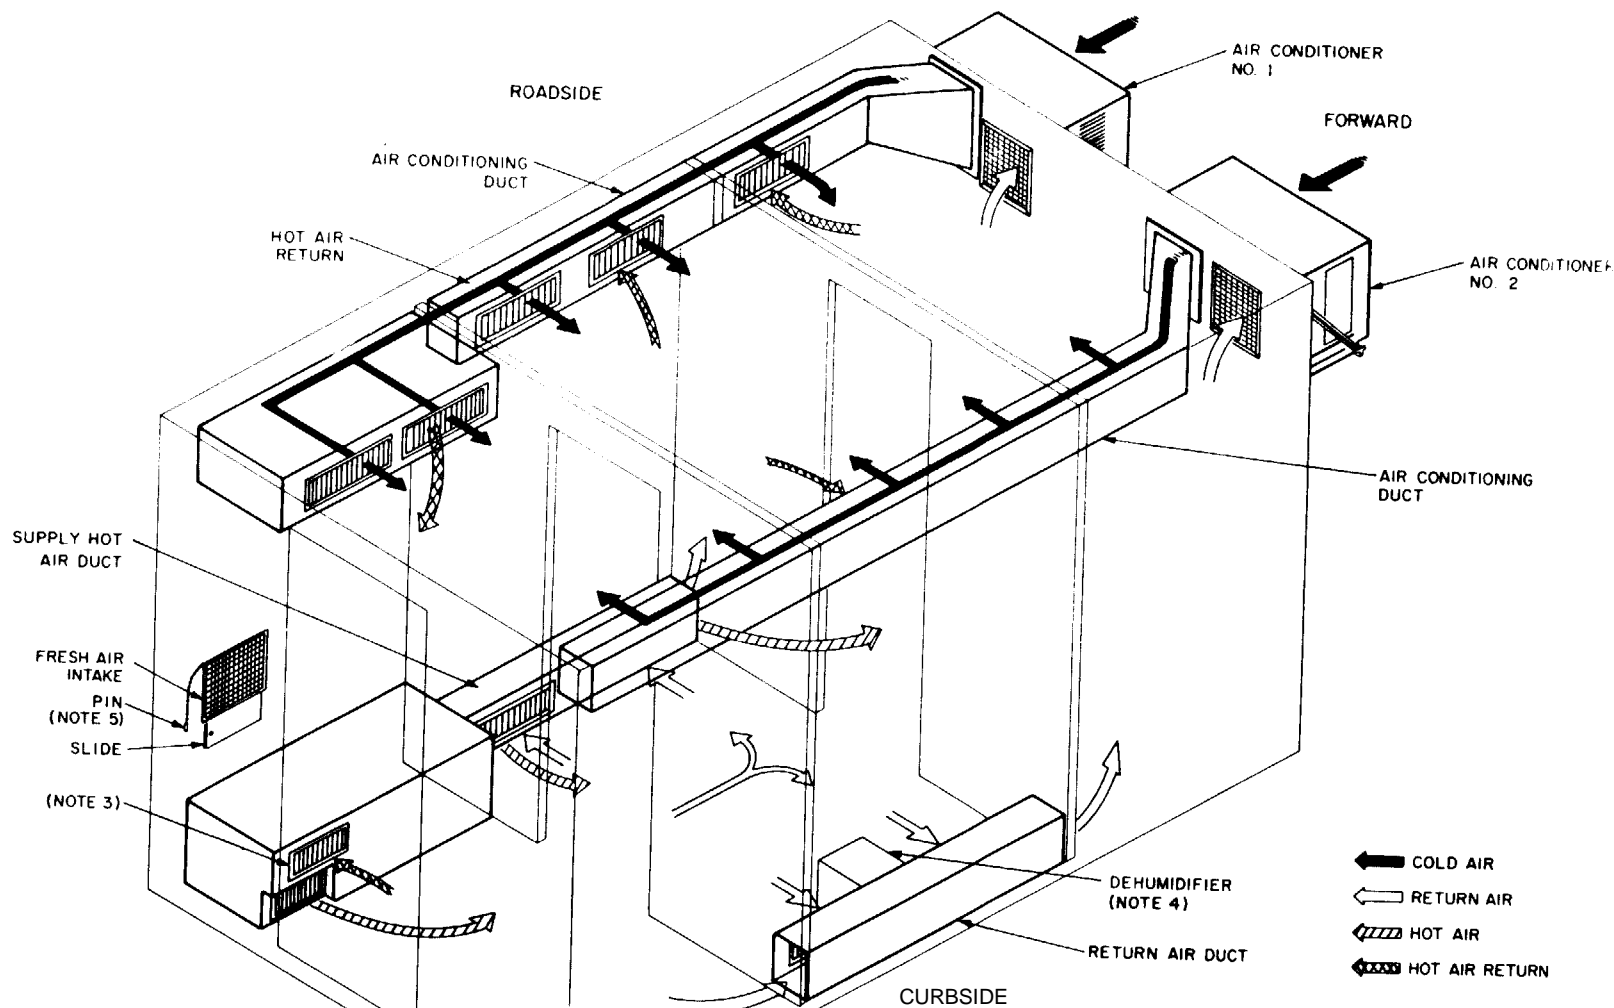 AIR CONDITIONER
NO. 1
ROADSIDE
FORWARD
AIR CONDITIONING
DUCT
HOT AIR
RETURN
AIR CONDITIONER
NO. 2
AIR CONDITIONING
DUCT
SUPPLY HOT
AIR DUCT
FRESH AIR
INTAKE
PIN
(NOTE 5)
SLIDE
(NOTE 3)
COLD AIR
DEHUMIDIFIER
(NOTE 4)
RETURN AIR
HOT AIR
RETURN AIR DUCT
HOT AIR RETURN
CURBSIDE